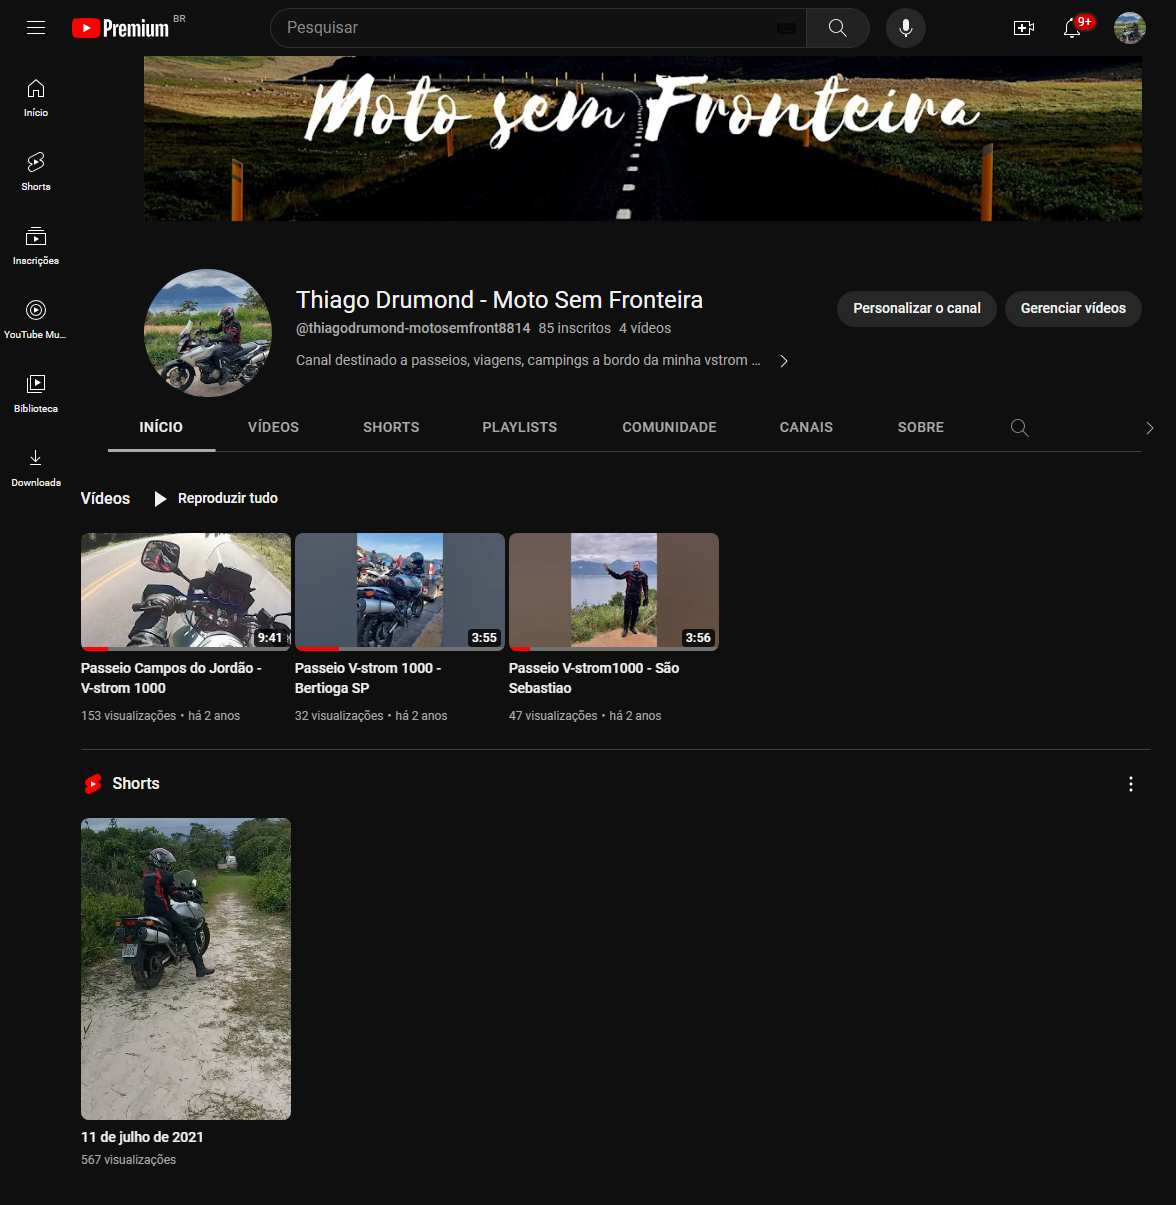 Premium BR
Pesquisar
9+
Início
Shorts
Inscrições
YouTube Mu...
Biblioteca
Downloads
Moto sem Fronteira
Thiago Drumond - Moto Sem Fronteira
@thiagodrumond-motosemfront8814 85 inscritos 4 vídeos
Canal destinado a passeios, viagens, campings a bordo da minha vstrom ...
Personalizar o canal
Gerenciar vídeos
INÍCIO VÍDEOS SHORTS PLAYLISTS COMUNIDADE CANAIS SOBRE
Vídeos Reproduzir tudo
9:41
Passeio Campos do Jordão -
V-strom 1000
153 visualizações • há 2 anos
3:55
Passeio V-strom 1000 -
Bertioga SP
32 visualizações • há 2 anos
3:56
Passeio V-strom1000 - São
Sebastiao
47 visualizações • há 2 anos
Shorts
11 de julho de 2021
567 visualizações